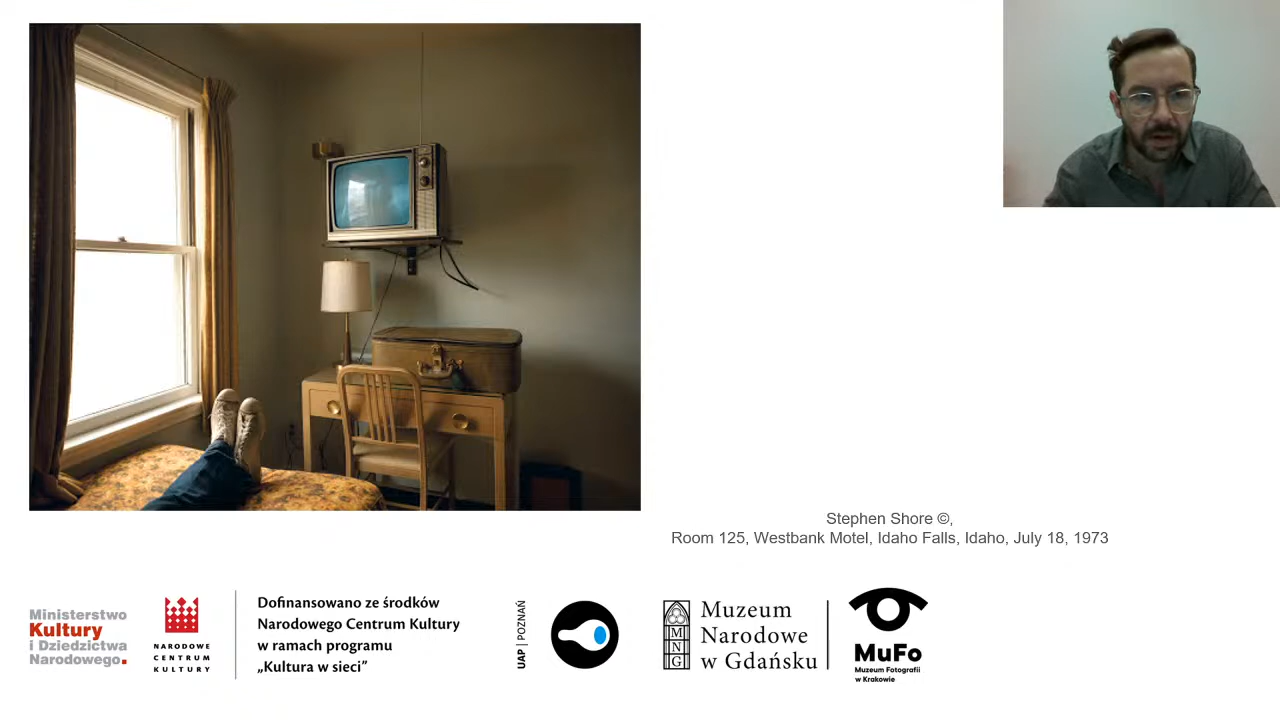 Stephen Shore ©,
Room 125, Westbank Motel, Idaho Falls, Idaho, July 18, 1973
Ministerstwo
Kultury
i Dziedzictwa
Narodowego.
NARODOWE
CENTRUM
KULTURY
Dofinansowano ze środków
Narodowego Centrum Kultury
w ramach programu
„Kultura w sieci”
UAP | POZNAŃ
MNG
Muzeum
Narodowe
w Gdańsku
MuFo
Muzeum Fotografii
w Krakowie